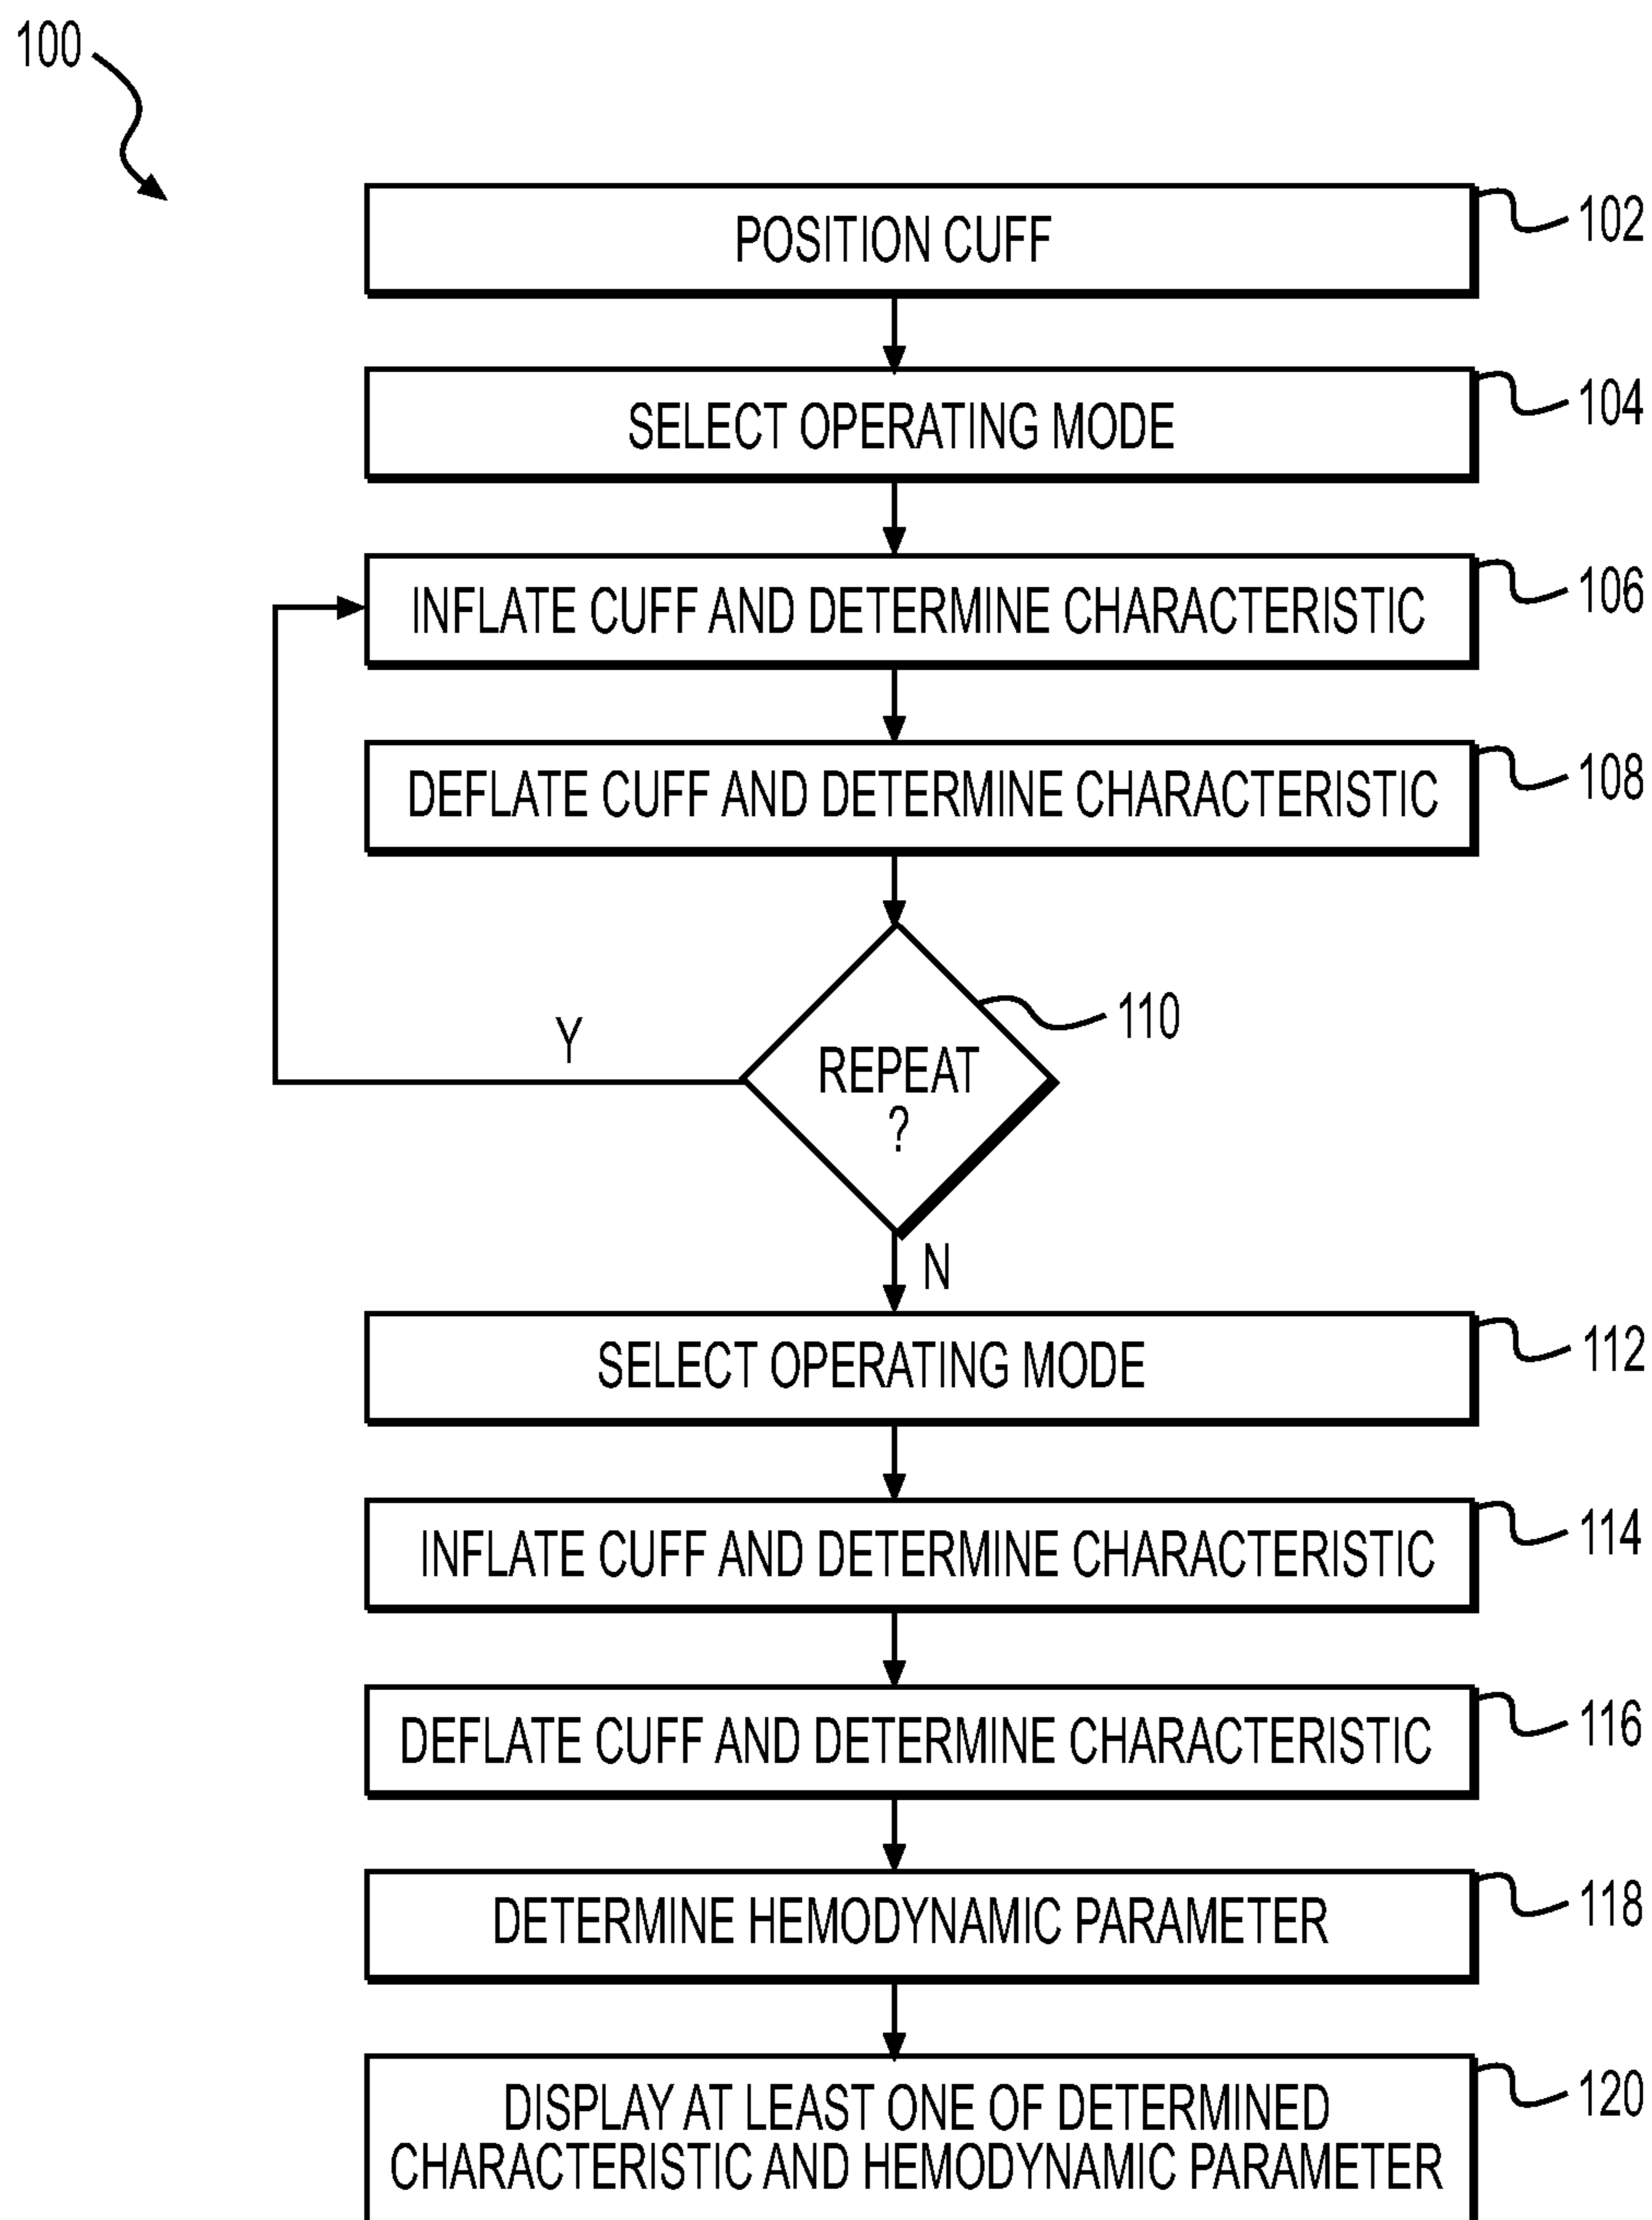 100
POSITION CUFF
102
SELECT OPERATING MODE
104
INFLATE CUFF AND DETERMINE CHARACTERISTIC
106
DEFLATE CUFF AND DETERMINE CHARACTERISTIC
108
REPEAT
?
110
Y
N
SELECT OPERATING MODE
112
INFLATE CUFF AND DETERMINE CHARACTERISTIC
114
DEFLATE CUFF AND DETERMINE CHARACTERISTIC
116
DETERMINE HEMODYNAMIC PARAMETER
118
DISPLAY AT LEAST ONE OF DETERMINED
CHARACTERISTIC AND HEMODYNAMIC PARAMETER
120